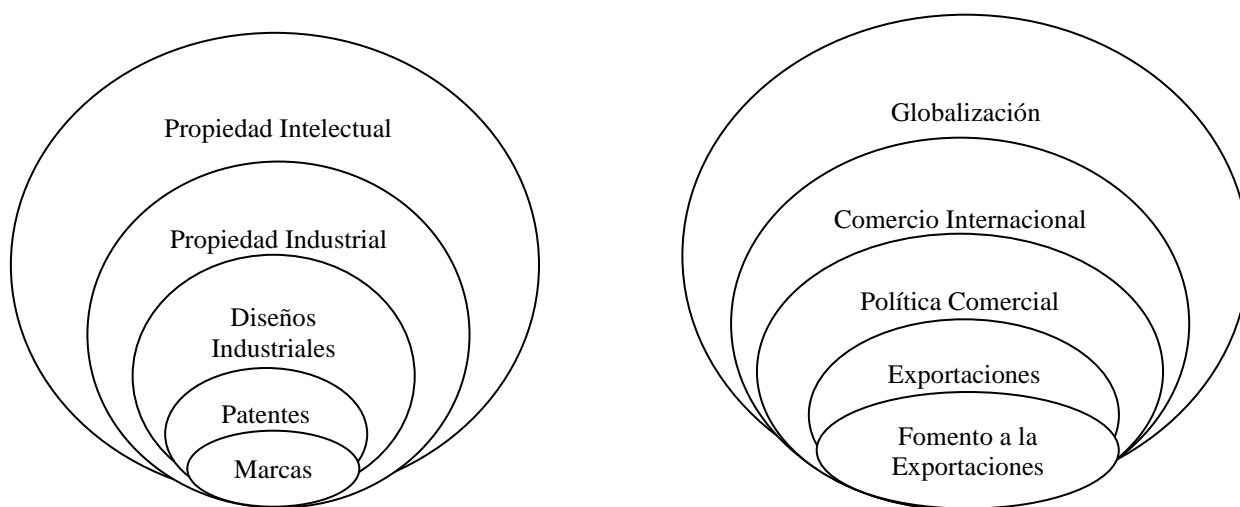 Propiedad Intelectual
Propiedad Industrial
Diseños
Industriales
Patentes
Marcas
Globalización
Comercio Internacional
Política Comercial
Exportaciones
Fomento a la
Exportaciones